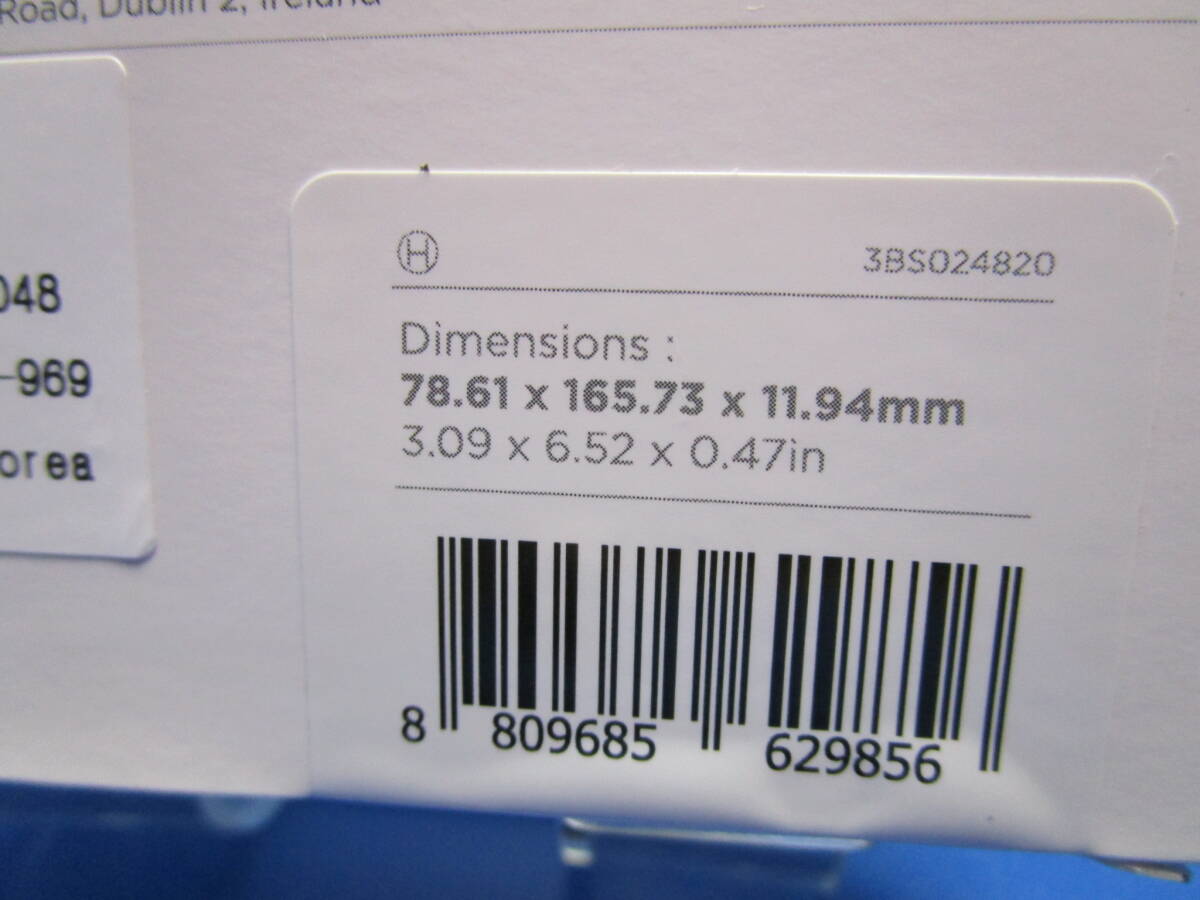 Road, Dublin 2, Ireland
048
-969
orea
H
3BS024820
Dimensions :
78.61 x 165.73 x 11.94mm
3.09 x 6.52 x 0.47in
8 809685 629856